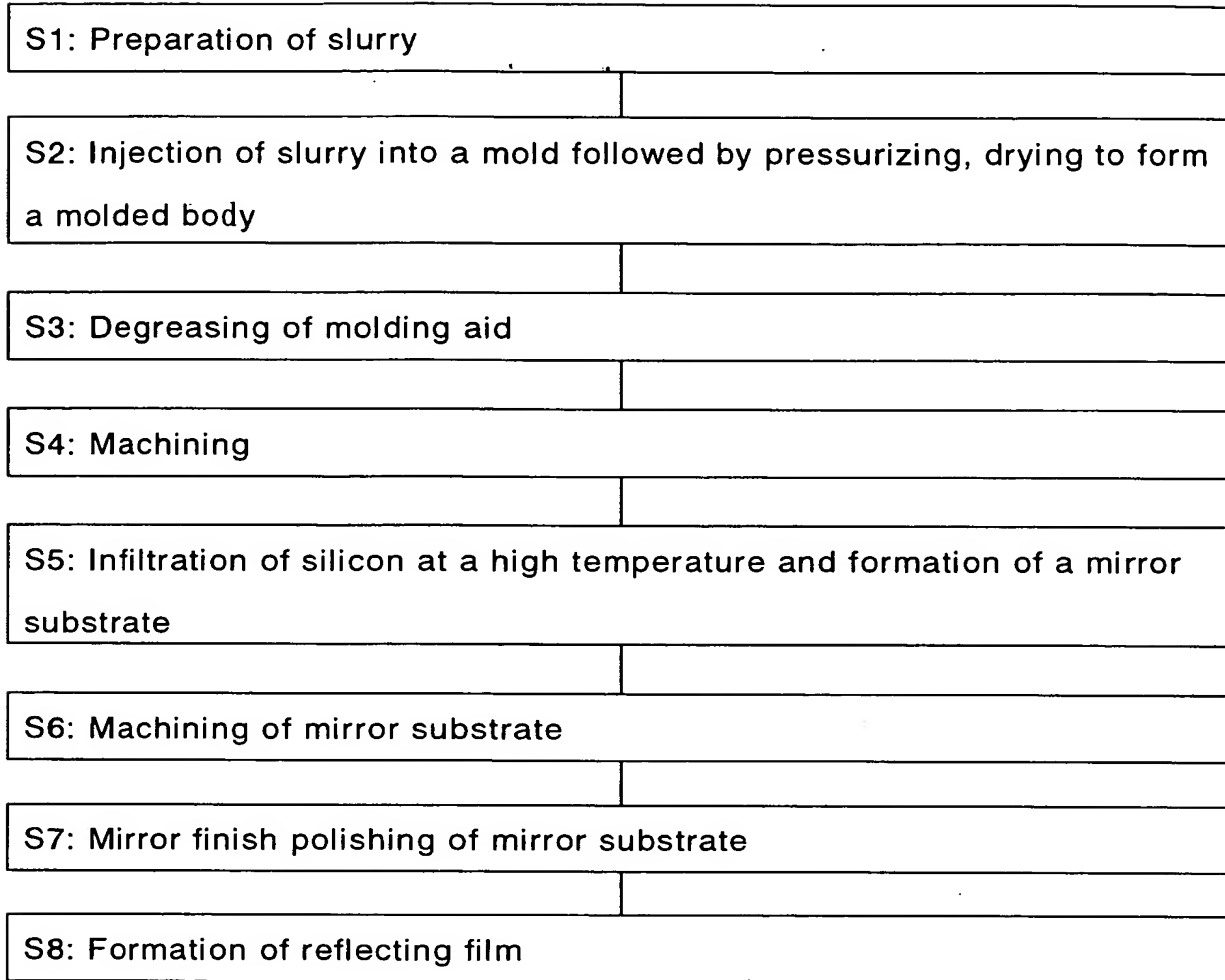 S1: Preparation of slurry
S2: Injection of slurry into a mold followed by pressurizing, drying to form
a molded body
S3: Degreasing of molding aid
S4: Machining
S5: Infiltration of silicon at a high temperature and formation of a mirror
substrate
S6: Machining of mirror substrate
S7: Mirror finish polishing of mirror substrate
S8: Formation of reflecting film